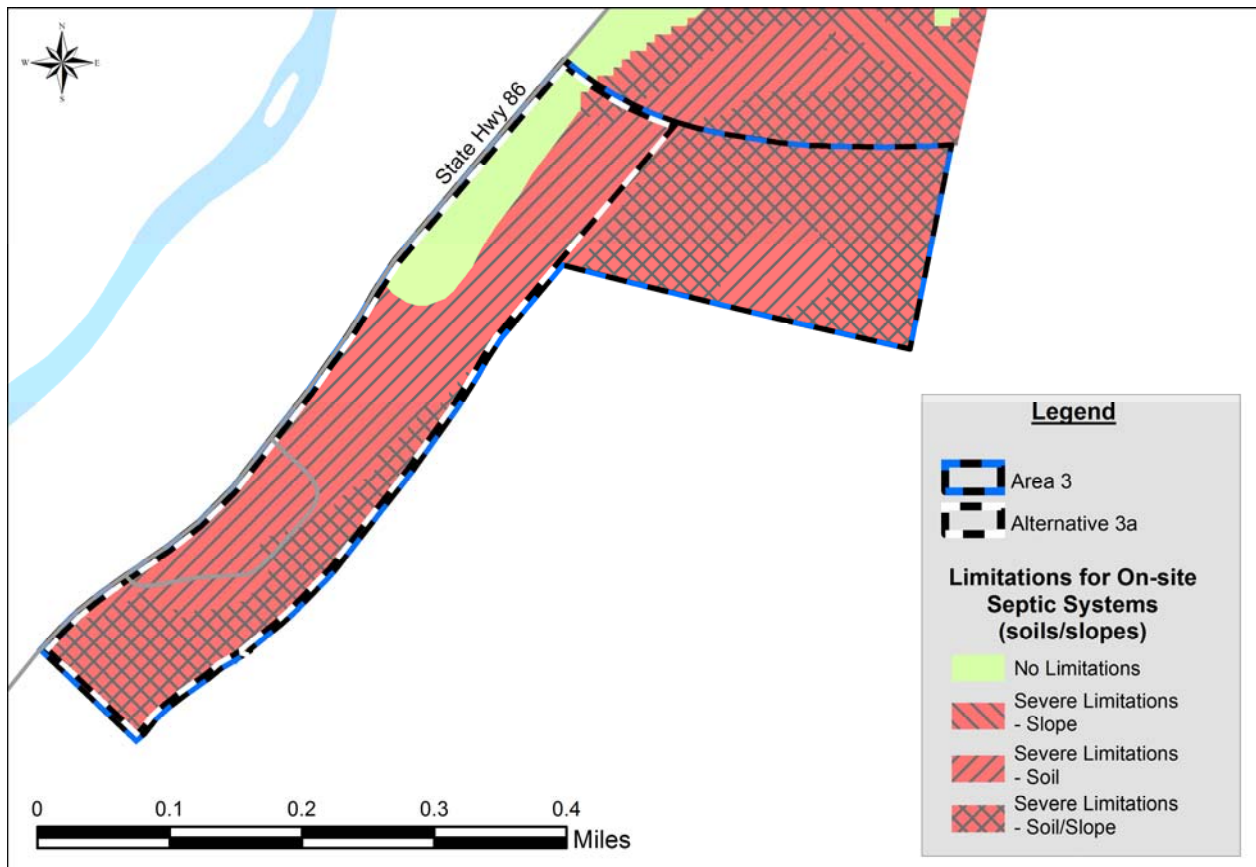 N
W E
S
State Hwy 86
Legend
Area 3
Alternative 3a
Limitations for On-site
Septic Systems
(soils/slopes)
No Limitations
Severe Limitations
- Slope
Severe Limitations
- Soil
Severe Limitations
- Soil/Slope
0 0.1 0.2 0.3 0.4
Miles